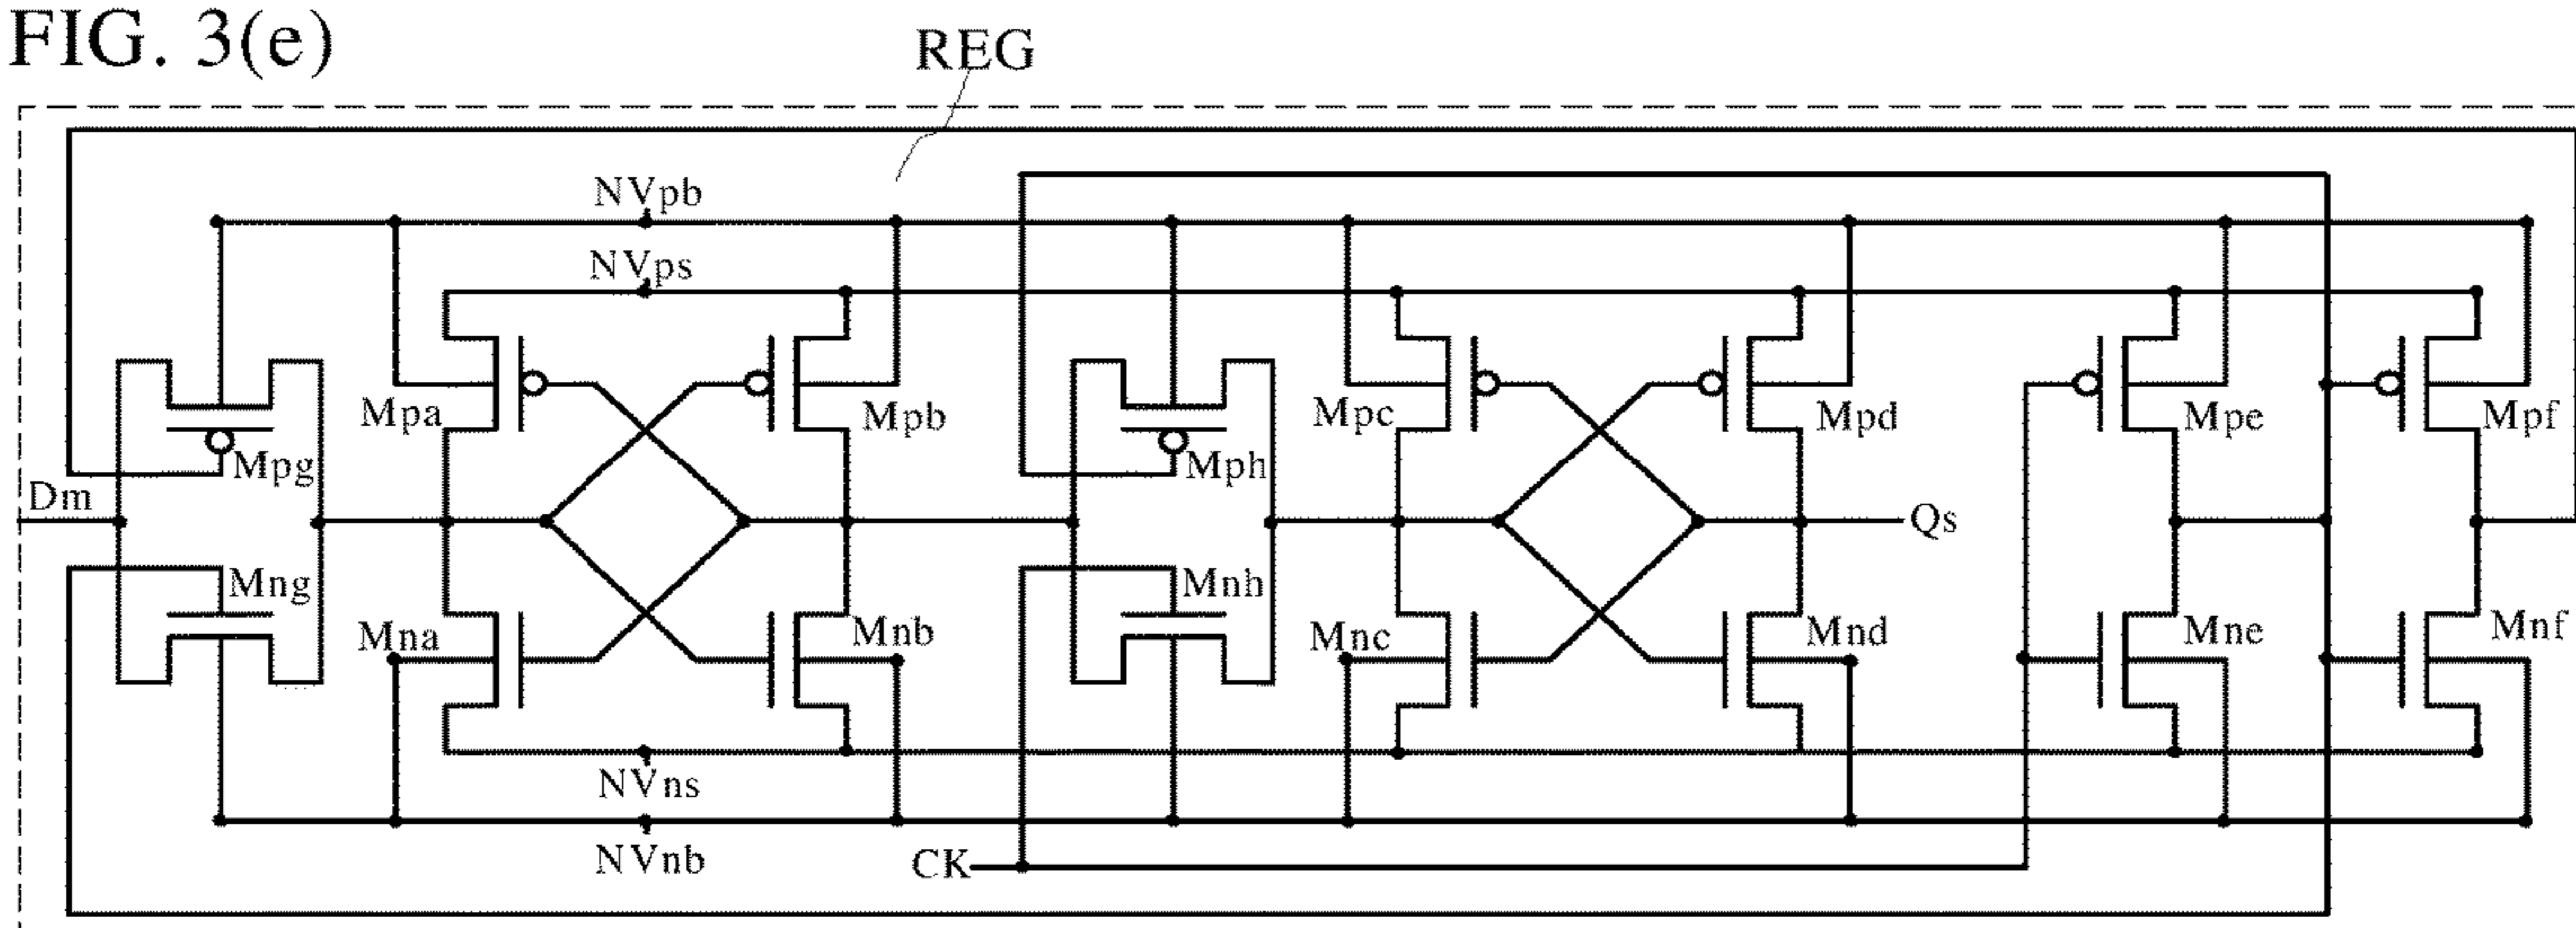 FIG. 3(e)
REG
NVpb
NVps
Mpa
Mpb
Mpc
Mpd
Mpe
Mpf
Mpg
Mph
Dm
Qs
Mng
Mnh
Mna
Mnb
Mnc
Mnd
Mne
Mnf
NVns
NVnb
CK